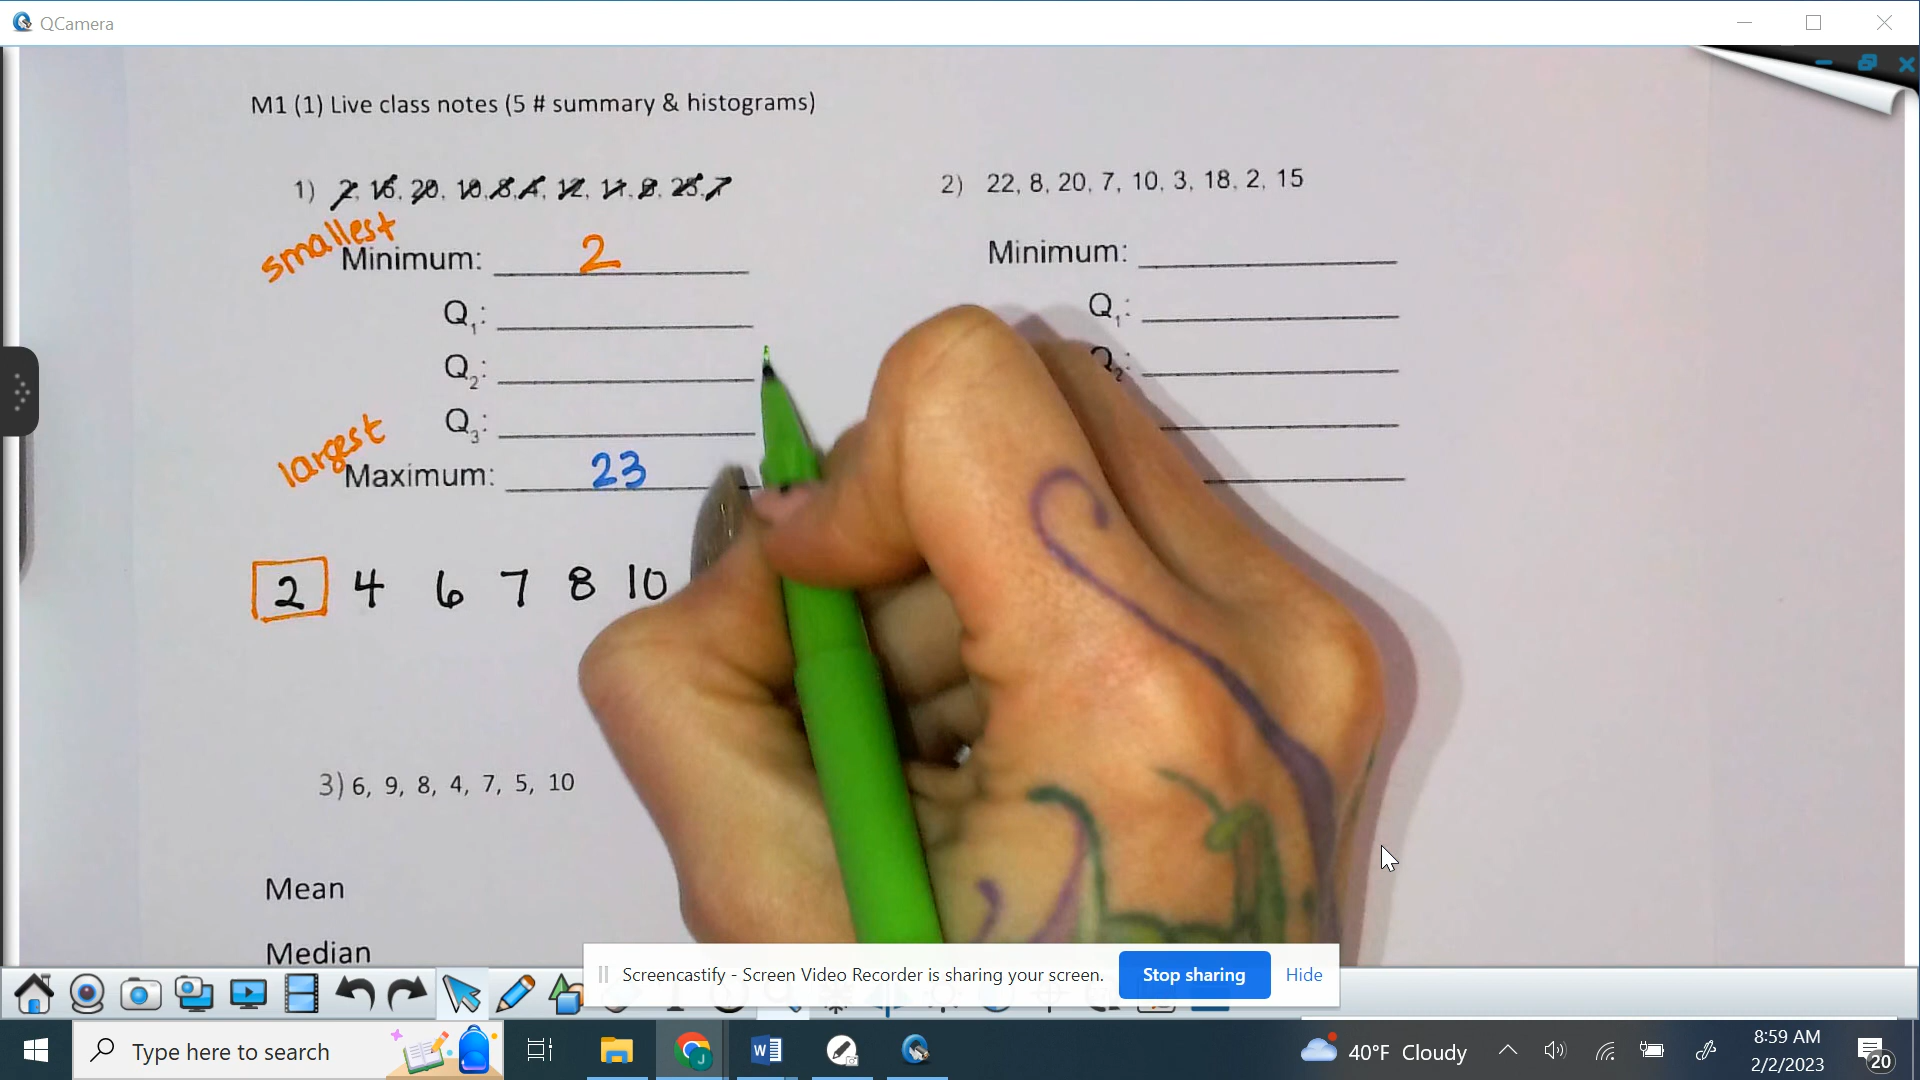 QCamera
M1 (1) Live class notes (5 # summary & histograms)
1) 2, 16, 20, 10, 8, 4, 12, 11,
2) 22, 8, 20, 7, 10, 3, 18, 2, 15
smallest
Minimum: 2
Q1:
Q2:
Q3:
largest
Maximum: 23
Minimum:
Q1:
Q2:
2 4 6 7 8 10
3) 6, 9, 8, 4, 7, 5, 10
Mean
Median
Screencastify - Screen Video Recorder is sharing your screen. Stop sharing Hide
Type here to search
40°F Cloudy
8:59 AM
2/2/2023
20